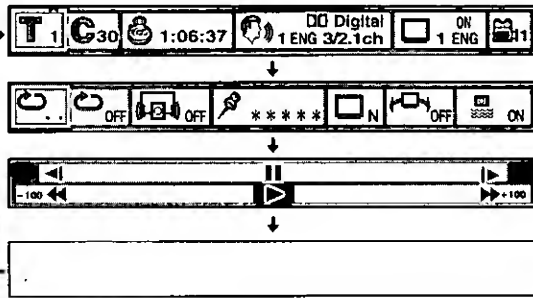 T 1 C 30 1:06:37 DD Digital 1 ENG 3/2.1ch ON 1 ENG 11
OFF OFF * * * * * N OFF ON
-100 +100